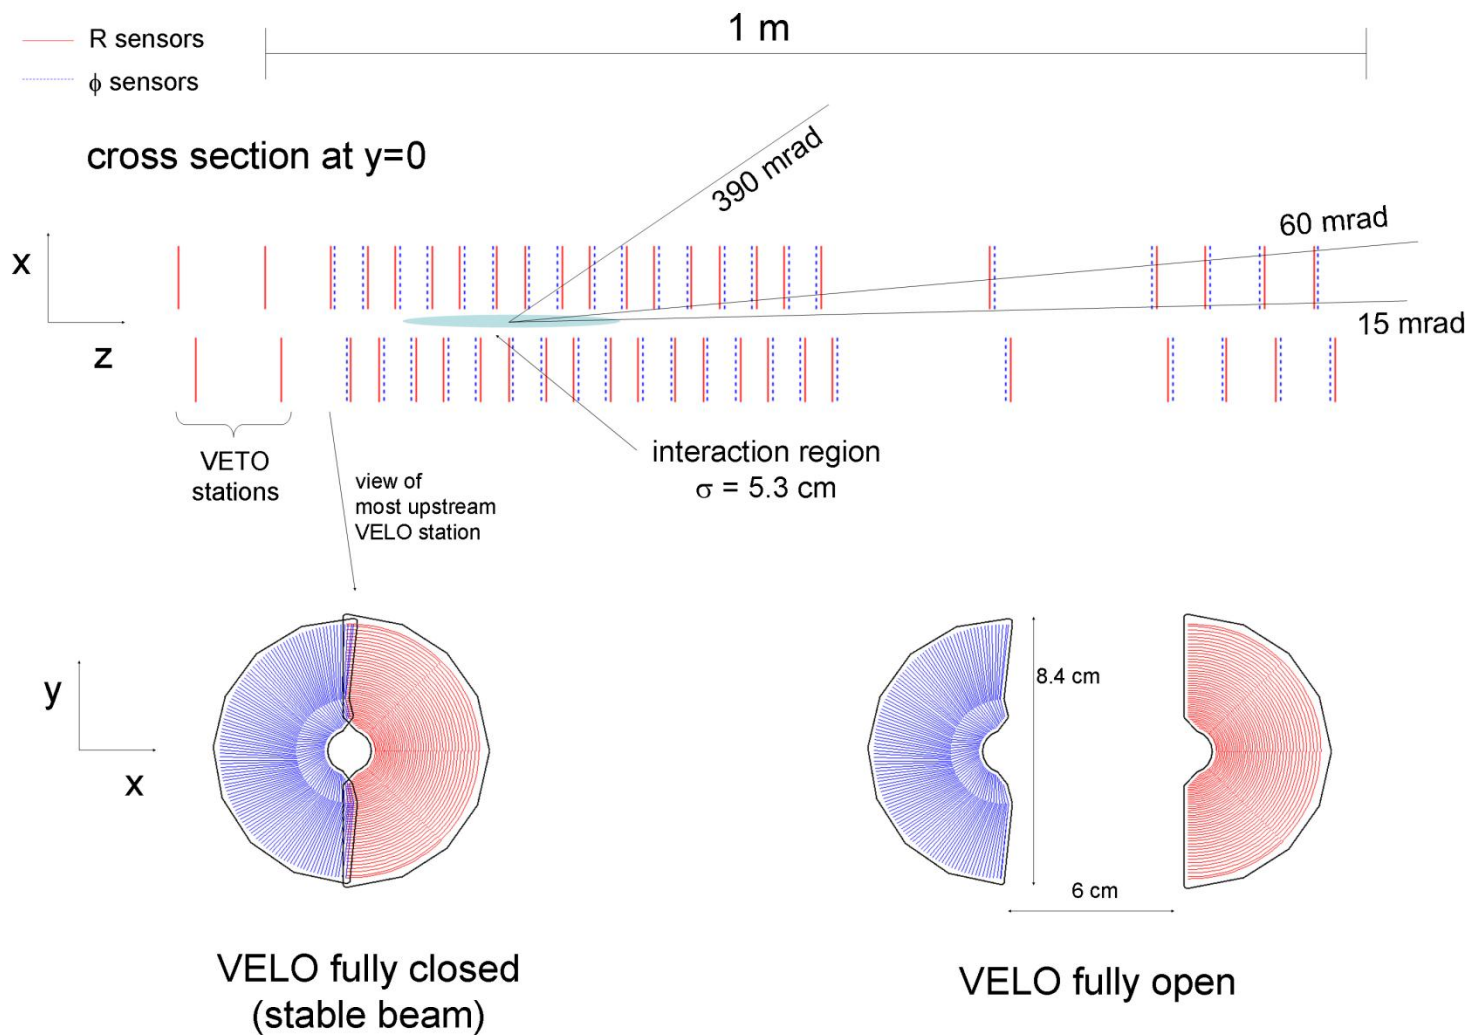 R sensors
ϕ sensors
1 m
cross section at y=0
390 mrad
60 mrad
15 mrad
x
z
VETO
stations
view of
most upstream
VELO station
interaction region
σ = 5.3 cm
y
x
8.4 cm
6 cm
VELO fully closed
(stable beam)
VELO fully open